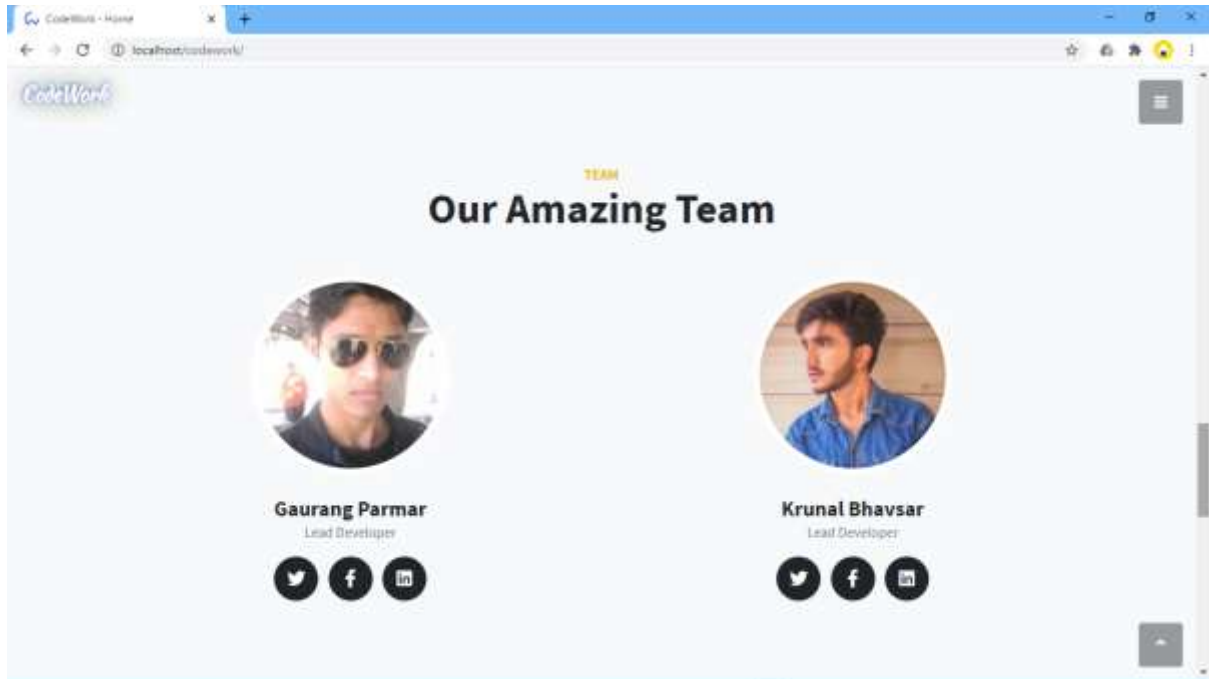 CodeWork - Home
localhost/codework/
CodeWork
TEAM
Our Amazing Team
Gaurang Parmar
Krunal Bhavsar
Lead Developer
Lead Developer